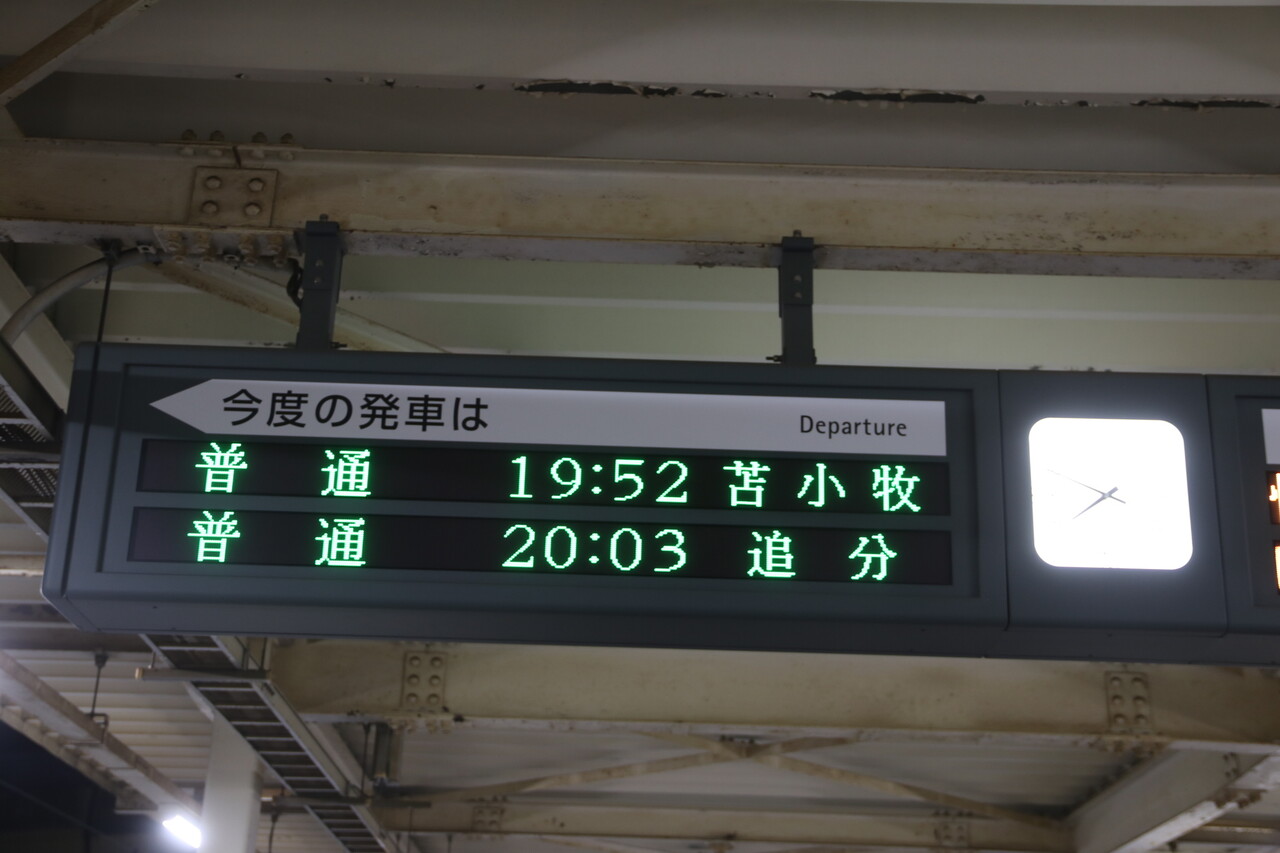 今度の発車は Departure
普通 19:52 苫小牧
普通 20:03 追分